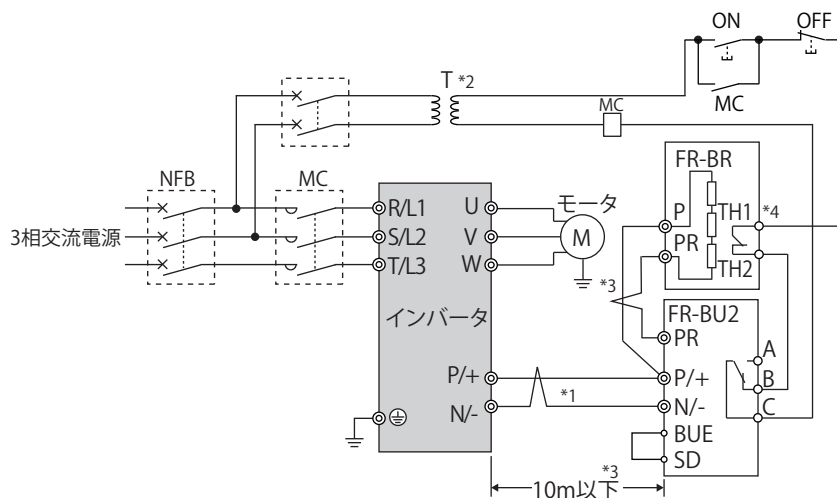 ON
OFF
T *2
MC
MC
FR-BR
NFB
MC
P
TH1
*4
PR
TH2
3相交流電源
R/L1
S/L2
T/L3
U
V
W
モータ
M
インバータ
*3
FR-BU2
PR
A
P/+
P/+
B
N/-
*1
N/-
C
BUE
SD
10m以下
*3